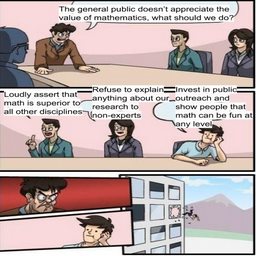 The general public doesn't appreciate the
value of mathematics, what should we do?
Loudly assert that
math is superior to
all other disciplines
Refuse to explain
anything about our
research to
non-experts
Invest in public
outreach and
show people that
math can be fun at
any level